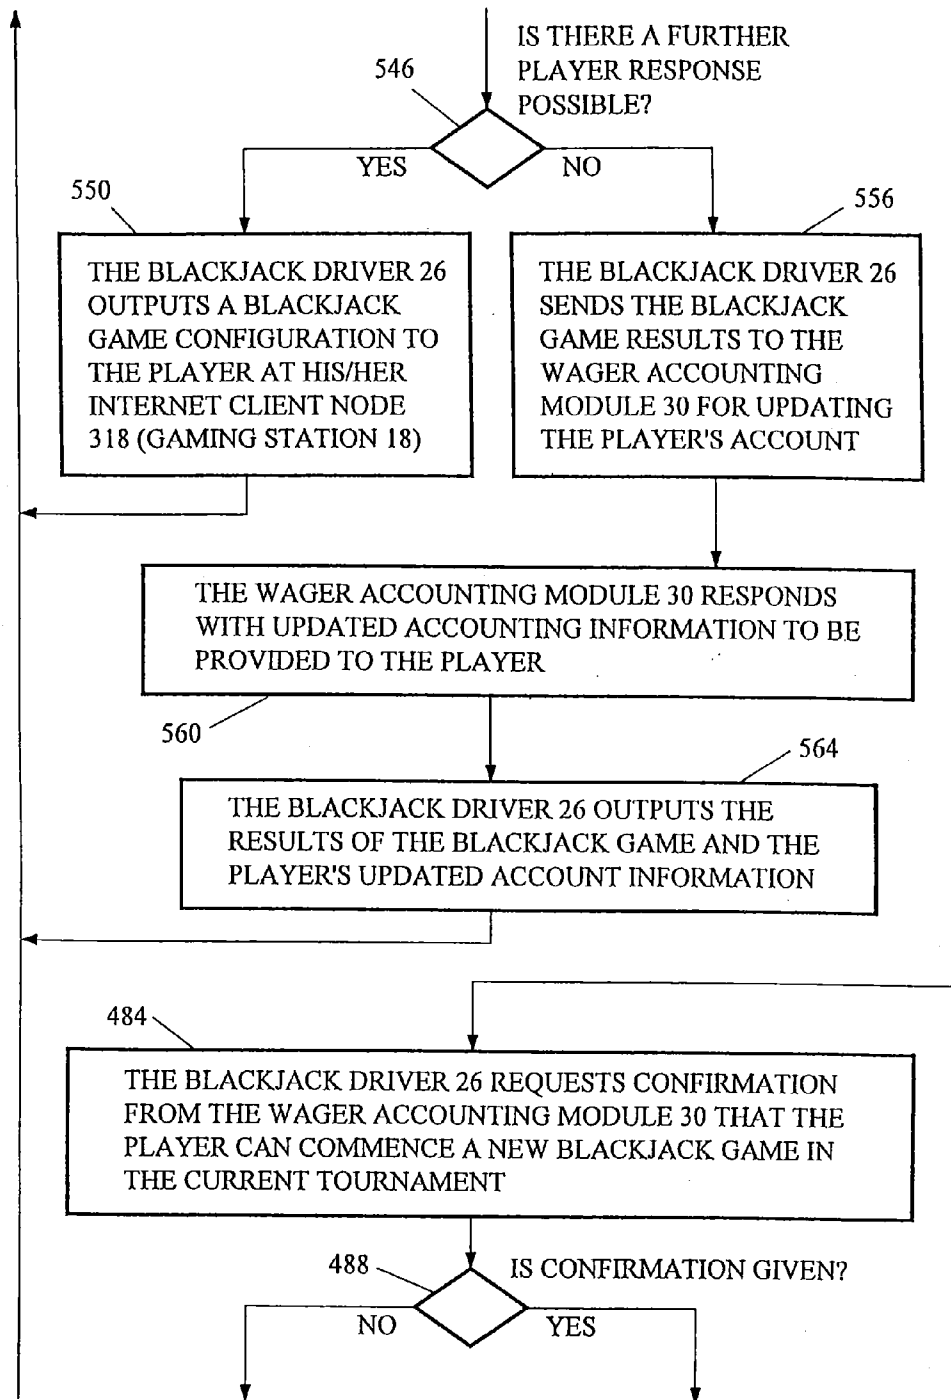 IS THERE A FURTHER
PLAYER RESPONSE
POSSIBLE?
546
YES
NO
550
556
THE BLACKJACK DRIVER 26
OUTPUTS A BLACKJACK
GAME CONFIGURATION TO
THE PLAYER AT HIS/HER
INTERNET CLIENT NODE
318 (GAMING STATION 18)
THE BLACKJACK DRIVER 26
SENDS THE BLACKJACK
GAME RESULTS TO THE
WAGER ACCOUNTING
MODULE 30 FOR UPDATING
THE PLAYER'S ACCOUNT
THE WAGER ACCOUNTING MODULE 30 RESPONDS
WITH UPDATED ACCOUNTING INFORMATION TO BE
PROVIDED TO THE PLAYER
560
564
THE BLACKJACK DRIVER 26 OUTPUTS THE
RESULTS OF THE BLACKJACK GAME AND THE
PLAYER'S UPDATED ACCOUNT INFORMATION
484
THE BLACKJACK DRIVER 26 REQUESTS CONFIRMATION
FROM THE WAGER ACCOUNTING MODULE 30 THAT THE
PLAYER CAN COMMENCE A NEW BLACKJACK GAME IN
THE CURRENT TOURNAMENT
488
IS CONFIRMATION GIVEN?
NO
YES